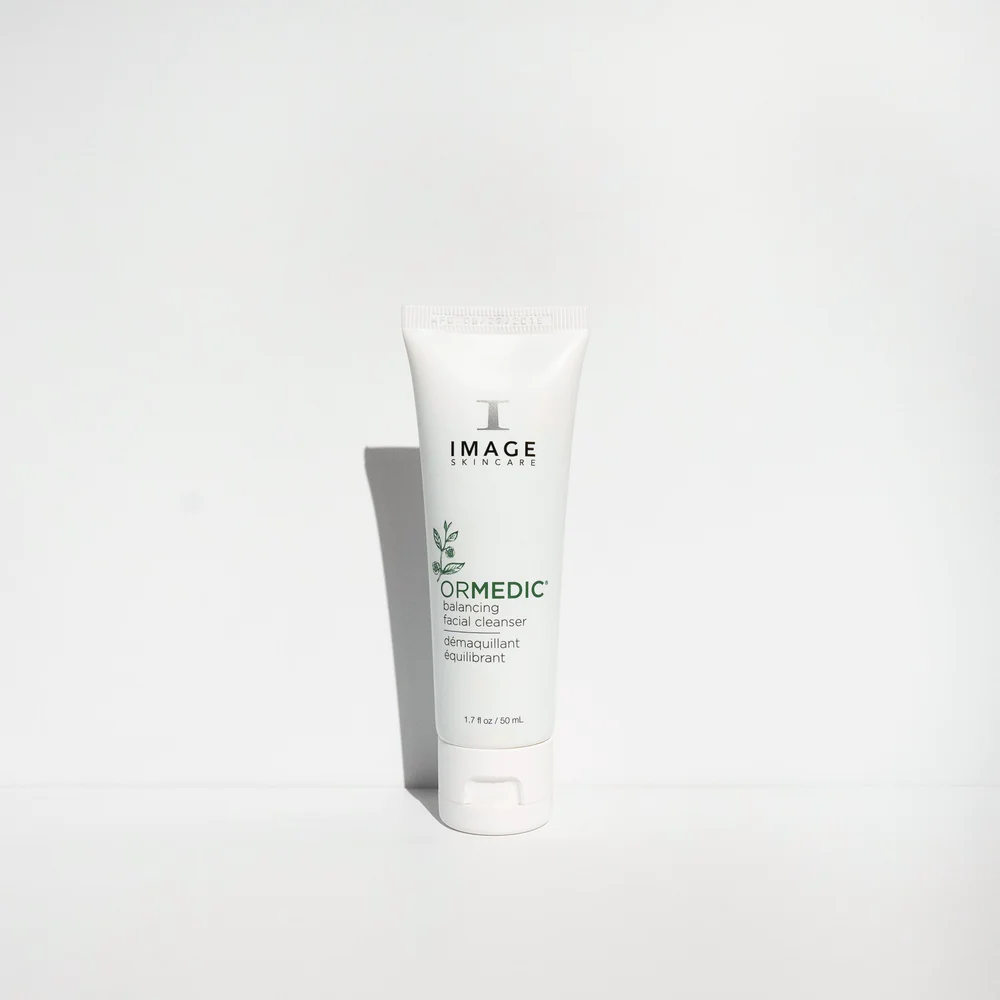 I
IMAGE
SKINCARE
ORMEDIC®
balancing
facial cleanser
démaquillant
équilibrant
1.7 fl oz / 50 mL